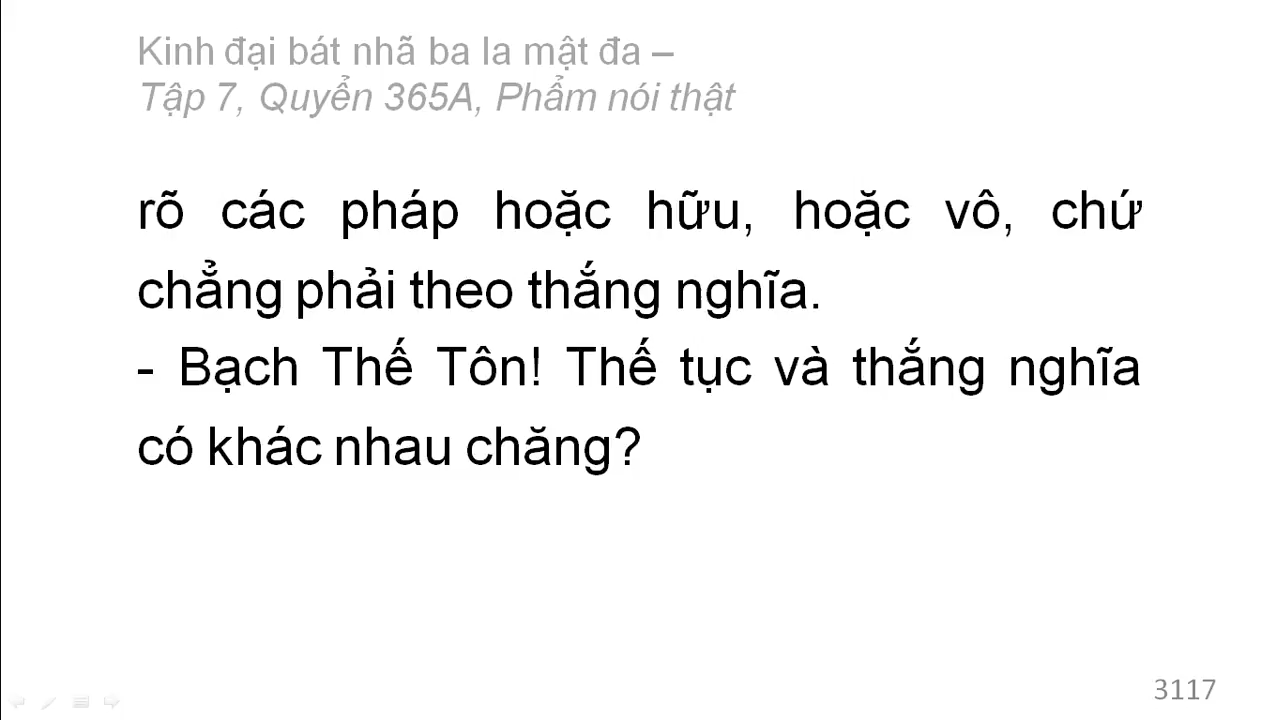 Kinh đại bát nhã ba la mật đa –
Tập 7, Quyển 365A, Phẩm nói thật
rõ các pháp hoặc hữu, hoặc vô, chứ
chẳng phải theo thắng nghĩa.
- Bạch Thế Tôn! Thế tục và thắng nghĩa
có khác nhau chăng?
3117